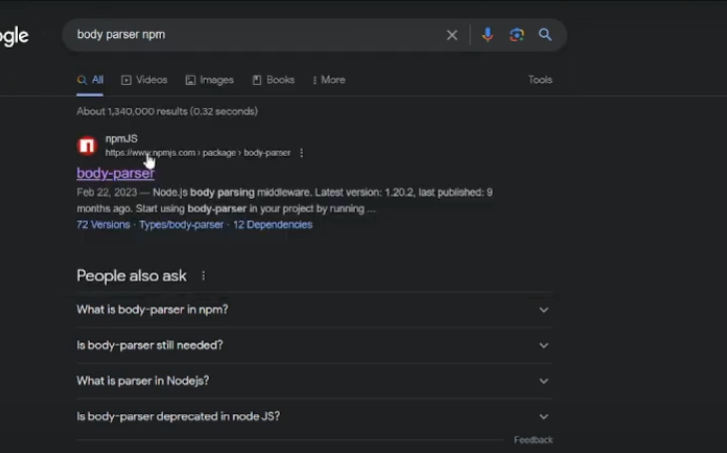 ogle
body parser npm
All Videos Images Books More Tools
About 1,340,000 results (0.32 seconds)
npmJS
https://www.npmjs.com › package › body-parser
body-parser
Feb 22, 2023 — Node.js body parsing middleware. Latest version: 1.20.2, last published: 9
months ago. Start using body-parser in your project by running ...
72 Versions · Types/body-parser · 12 Dependencies
People also ask
What is body-parser in npm?
Is body-parser still needed?
What is parser in Nodejs?
Is body-parser deprecated in node JS?
Feedback